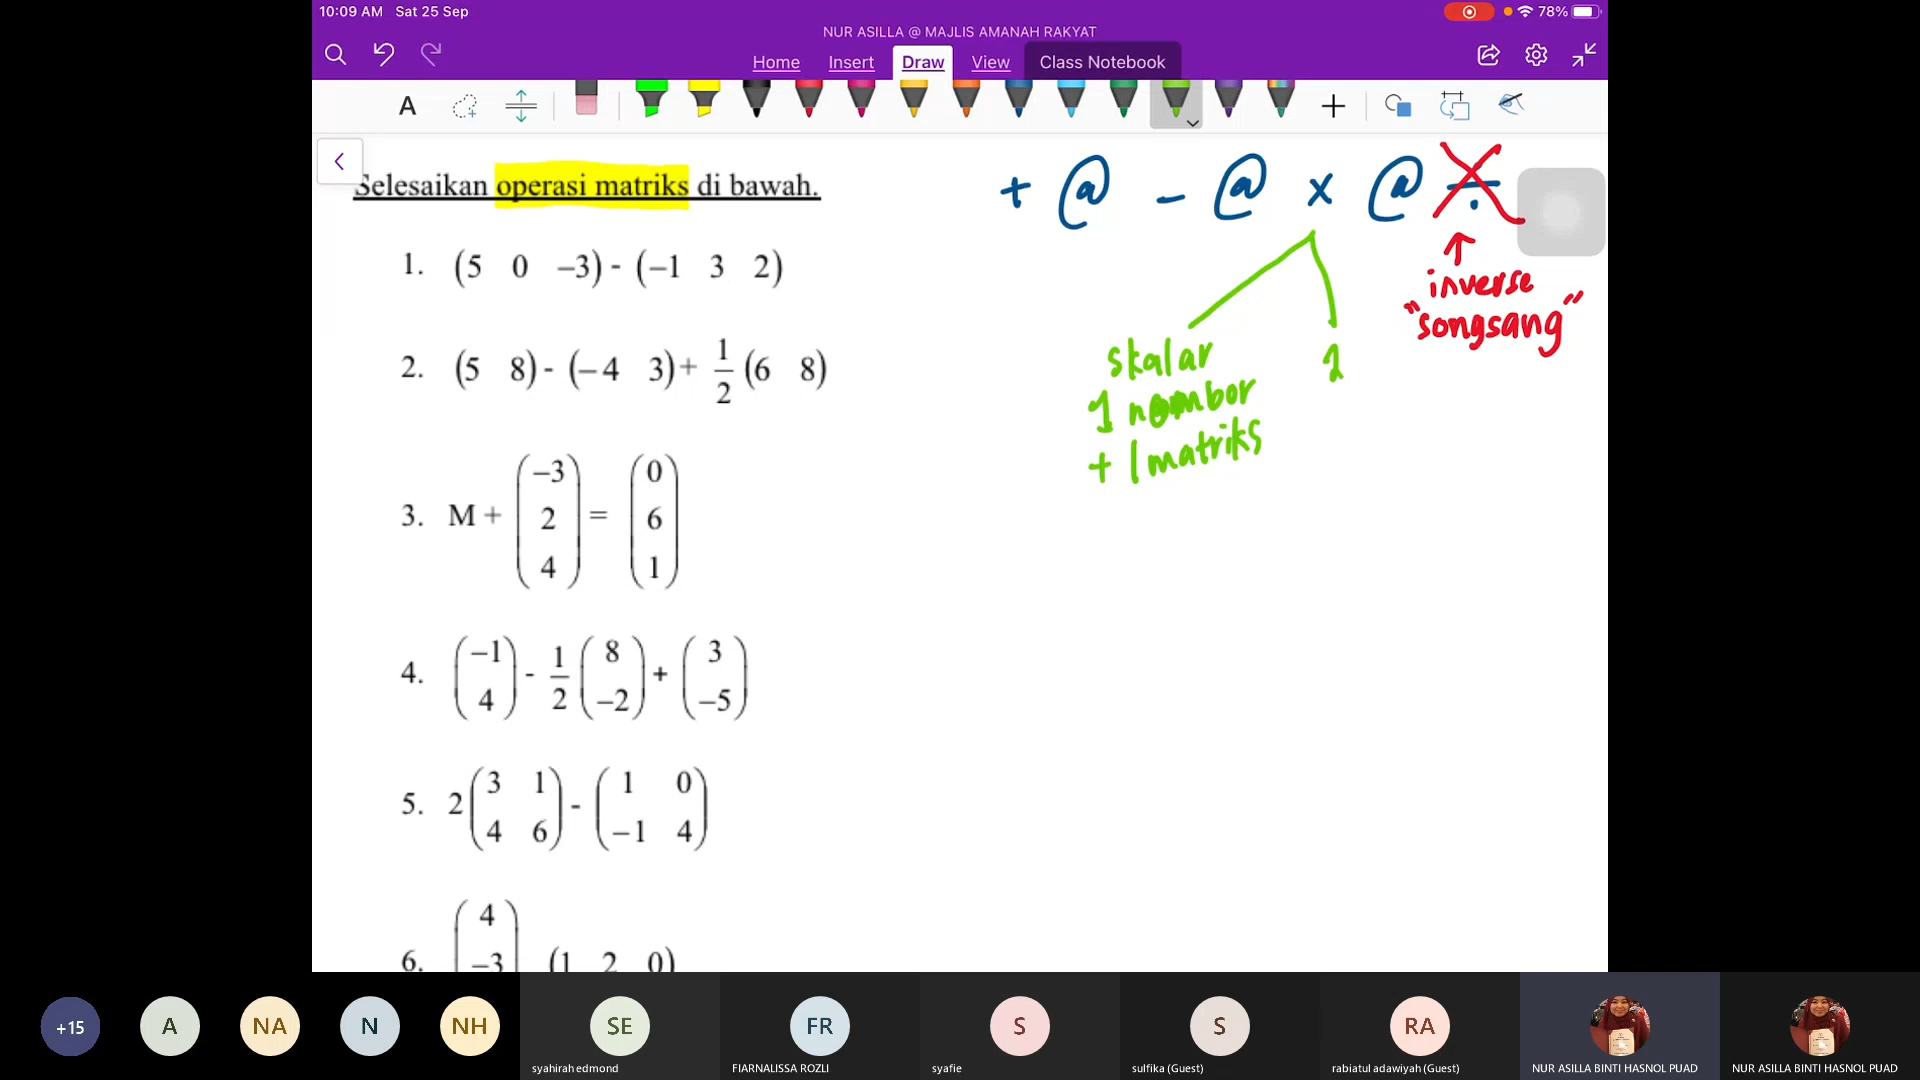 10:09 AM Sat 25 Sep
78%
NUR ASILLA @ MAJLIS AMANAH RAKYAT
Home Insert Draw View Class Notebook
A
Selesaikan operasi matriks di bawah.
+ @ - @ x @ ÷
inverse
"songsang"
skalar
1 nombor
+ 1 matriks
2
1. (5 0 −3) - (−1 3 2)
2. (5 8) - (−4 3) + 1/2 (6 8)
3. M + (−3 2 4) = (0 6 1)
4. (−1 4) - 1/2 (8 −2) + (3 −5)
5. 2 (3 1 4 6) - (1 0 −1 4)
6. (4 −3 (1 2 0)
+15 A NA N NH SE FR S S RA
syahirah edmond
FIARNALISSA ROZLI
syafie
sulfika (Guest)
rabiatul adawiyah (Guest)
NUR ASILLA BINTI HASNOL PUAD
NUR ASILLA BINTI HASNOL PUAD